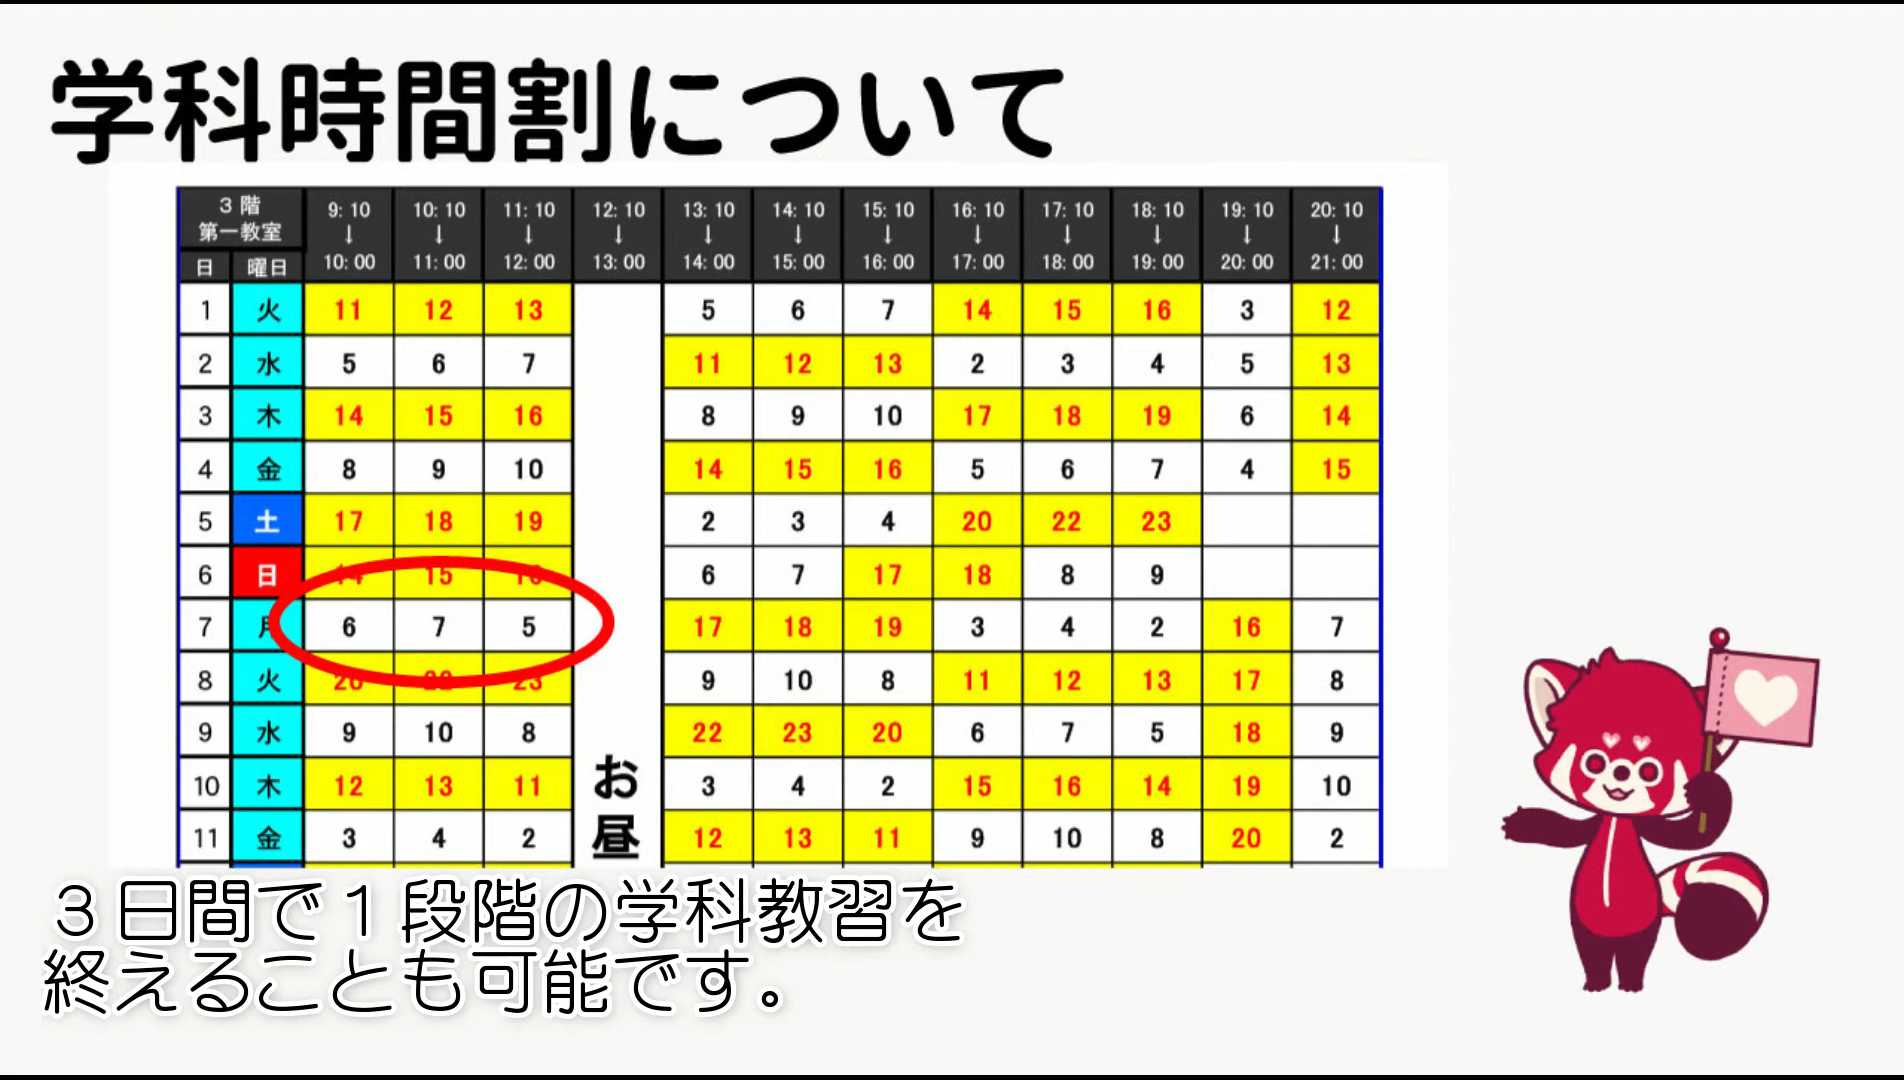 学科時間割について
3階
第一教室
日 曜日 9:10↓10:00 10:10↓11:00 11:10↓12:00 12:10↓13:00 13:10↓14:00 14:10↓15:00 15:10↓16:00 16:10↓17:00 17:10↓18:00 18:10↓19:00 19:10↓20:00 20:10↓21:00
1 火 11 12 13 5 6 7 14 15 16 3 12
2 水 5 6 7 11 12 13 2 3 4 5 13
3 木 14 15 16 8 9 10 17 18 19 6 14
4 金 8 9 10 14 15 16 5 6 7 4 15
5 土 17 18 19 2 3 4 20 22 23
6 日 14 15 16 6 7 17 18 8 9
7 月 6 7 5 17 18 19 3 4 2 16 7
8 火 20 22 23 9 10 8 11 12 13 17 8
9 水 9 10 8 22 23 20 6 7 5 18 9
10 木 12 13 11 3 4 2 15 16 14 19 10
11 金 3 4 2 12 13 11 9 10 8 20 2
お昼
３日間で１段階の学科教習を
終えることも可能です。